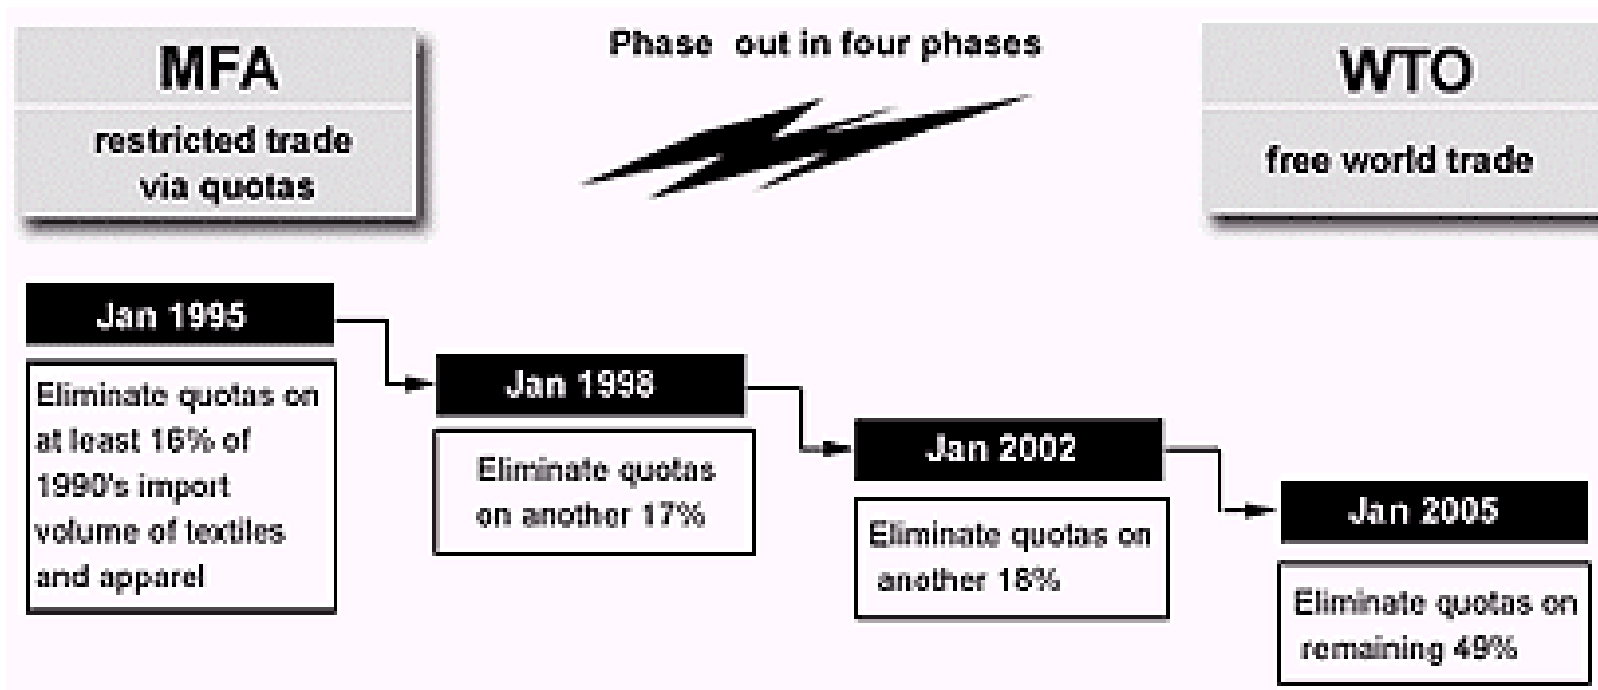 MFA
restricted trade
via quotas
Phase out in four phases
WTO
free world trade
Jan 1995
Eliminate quotas on
at least 16% of
1990's import
volume of textiles
and apparel
Jan 1998
Eliminate quotas
on another 17%
Jan 2002
Eliminate quotas on
another 18%
Jan 2005
Eliminate quotas on
remaining 49%